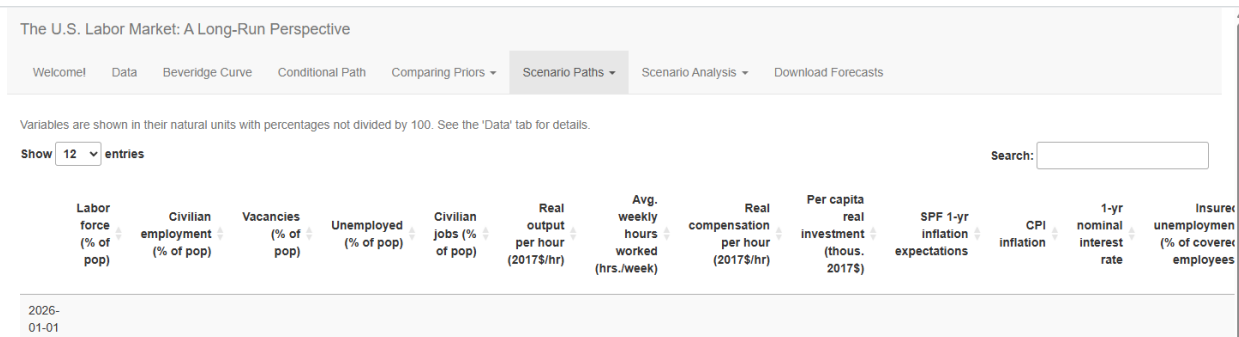 The U.S. Labor Market: A Long-Run Perspective
Welcome! Data Beveridge Curve Conditional Path Comparing Priors Scenario Paths Scenario Analysis Download Forecasts
Variables are shown in their natural units with percentages not divided by 100. See the 'Data' tab for details.
Show 12 entries
Search:
Labor force (% of pop)
Civilian employment (% of pop)
Vacancies (% of pop)
Unemployed (% of pop)
Civilian jobs (% of pop)
Real output per hour (2017$/hr)
Avg. weekly hours worked (hrs./week)
Real compensation per hour (2017$/hr)
Per capita real investment (thous. 2017$)
SPF 1-yr inflation expectations
CPI inflation
1-yr nominal interest rate
Insured unemploymen (% of covered employees
2026-
01-01